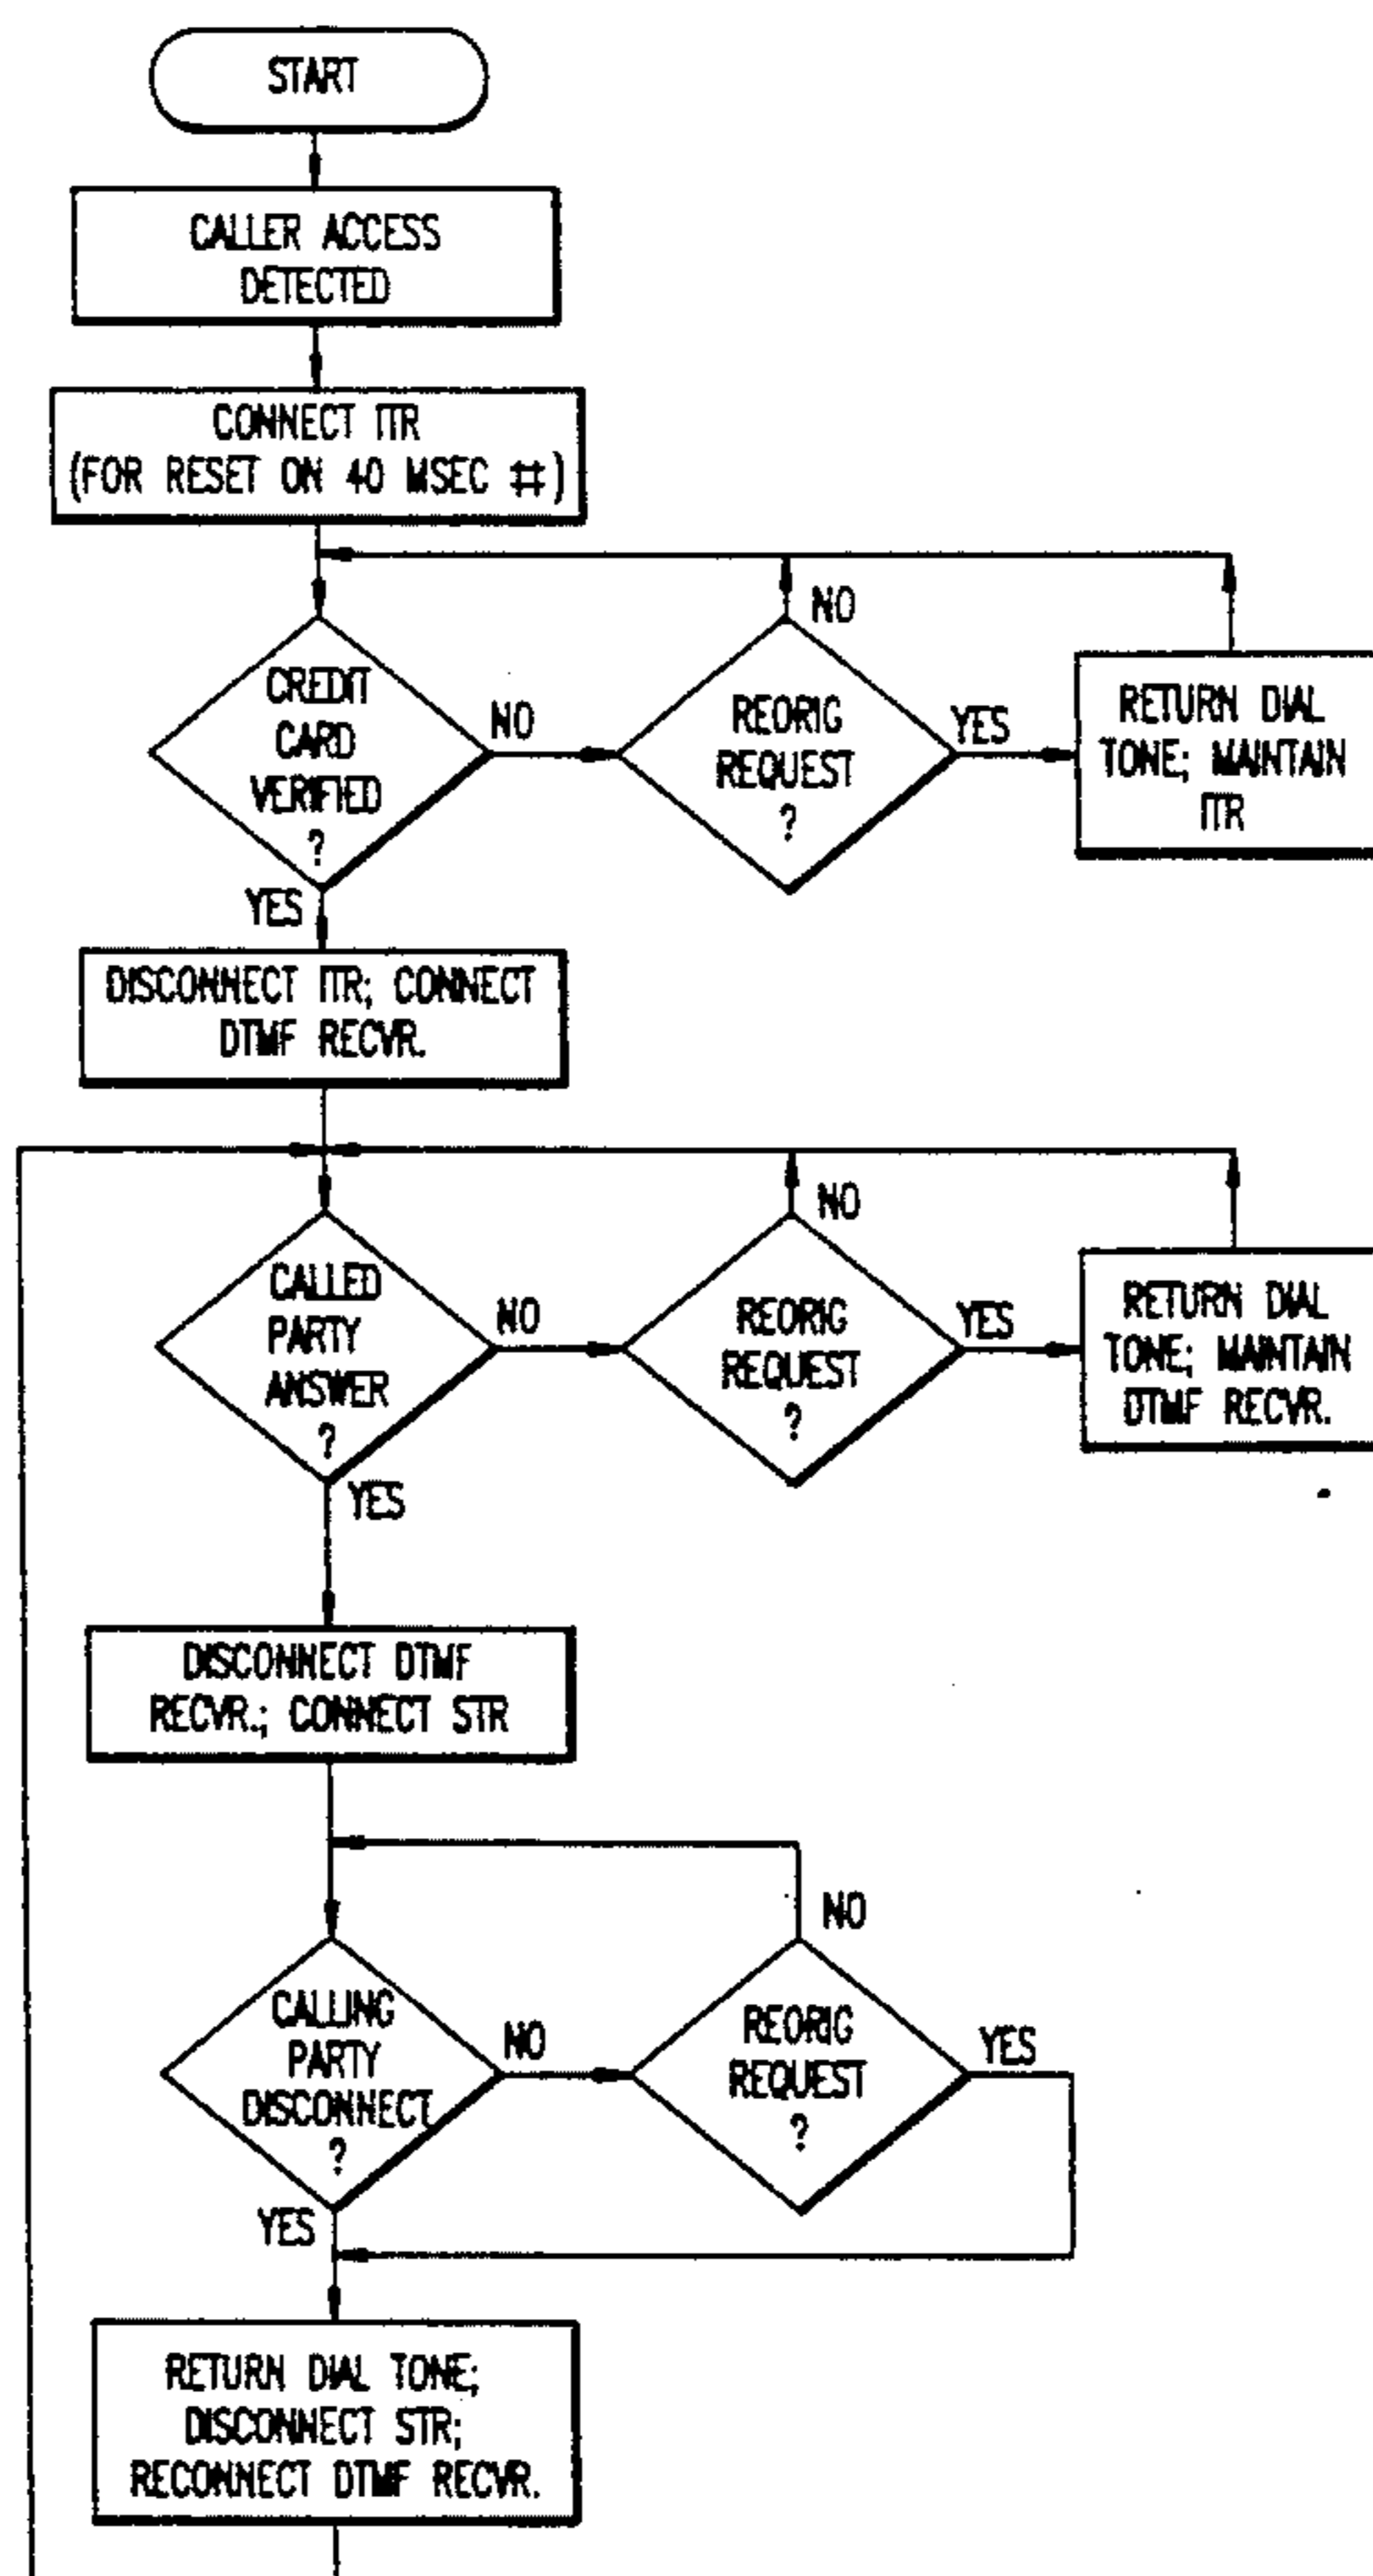 START
CALLER ACCESS
DETECTED
CONNECT ITR
(FOR RESET ON 40 MSEC #)
CREDIT
CARD
VERIFIED
?
NO
REORIG
REQUEST
?
NO
YES
RETURN DIAL
TONE; MAINTAIN
ITR
YES
DISCONNECT ITR; CONNECT
DTMF RECVR.
CALLED
PARTY
ANSWER
?
NO
REORIG
REQUEST
?
NO
YES
RETURN DIAL
TONE; MAINTAIN
DTMF RECVR.
YES
DISCONNECT DTMF
RECVR.; CONNECT STR
CALLING
PARTY
DISCONNECT
?
NO
REORIG
REQUEST
?
NO
YES
YES
RETURN DIAL TONE;
DISCONNECT STR;
RECONNECT DTMF RECVR.